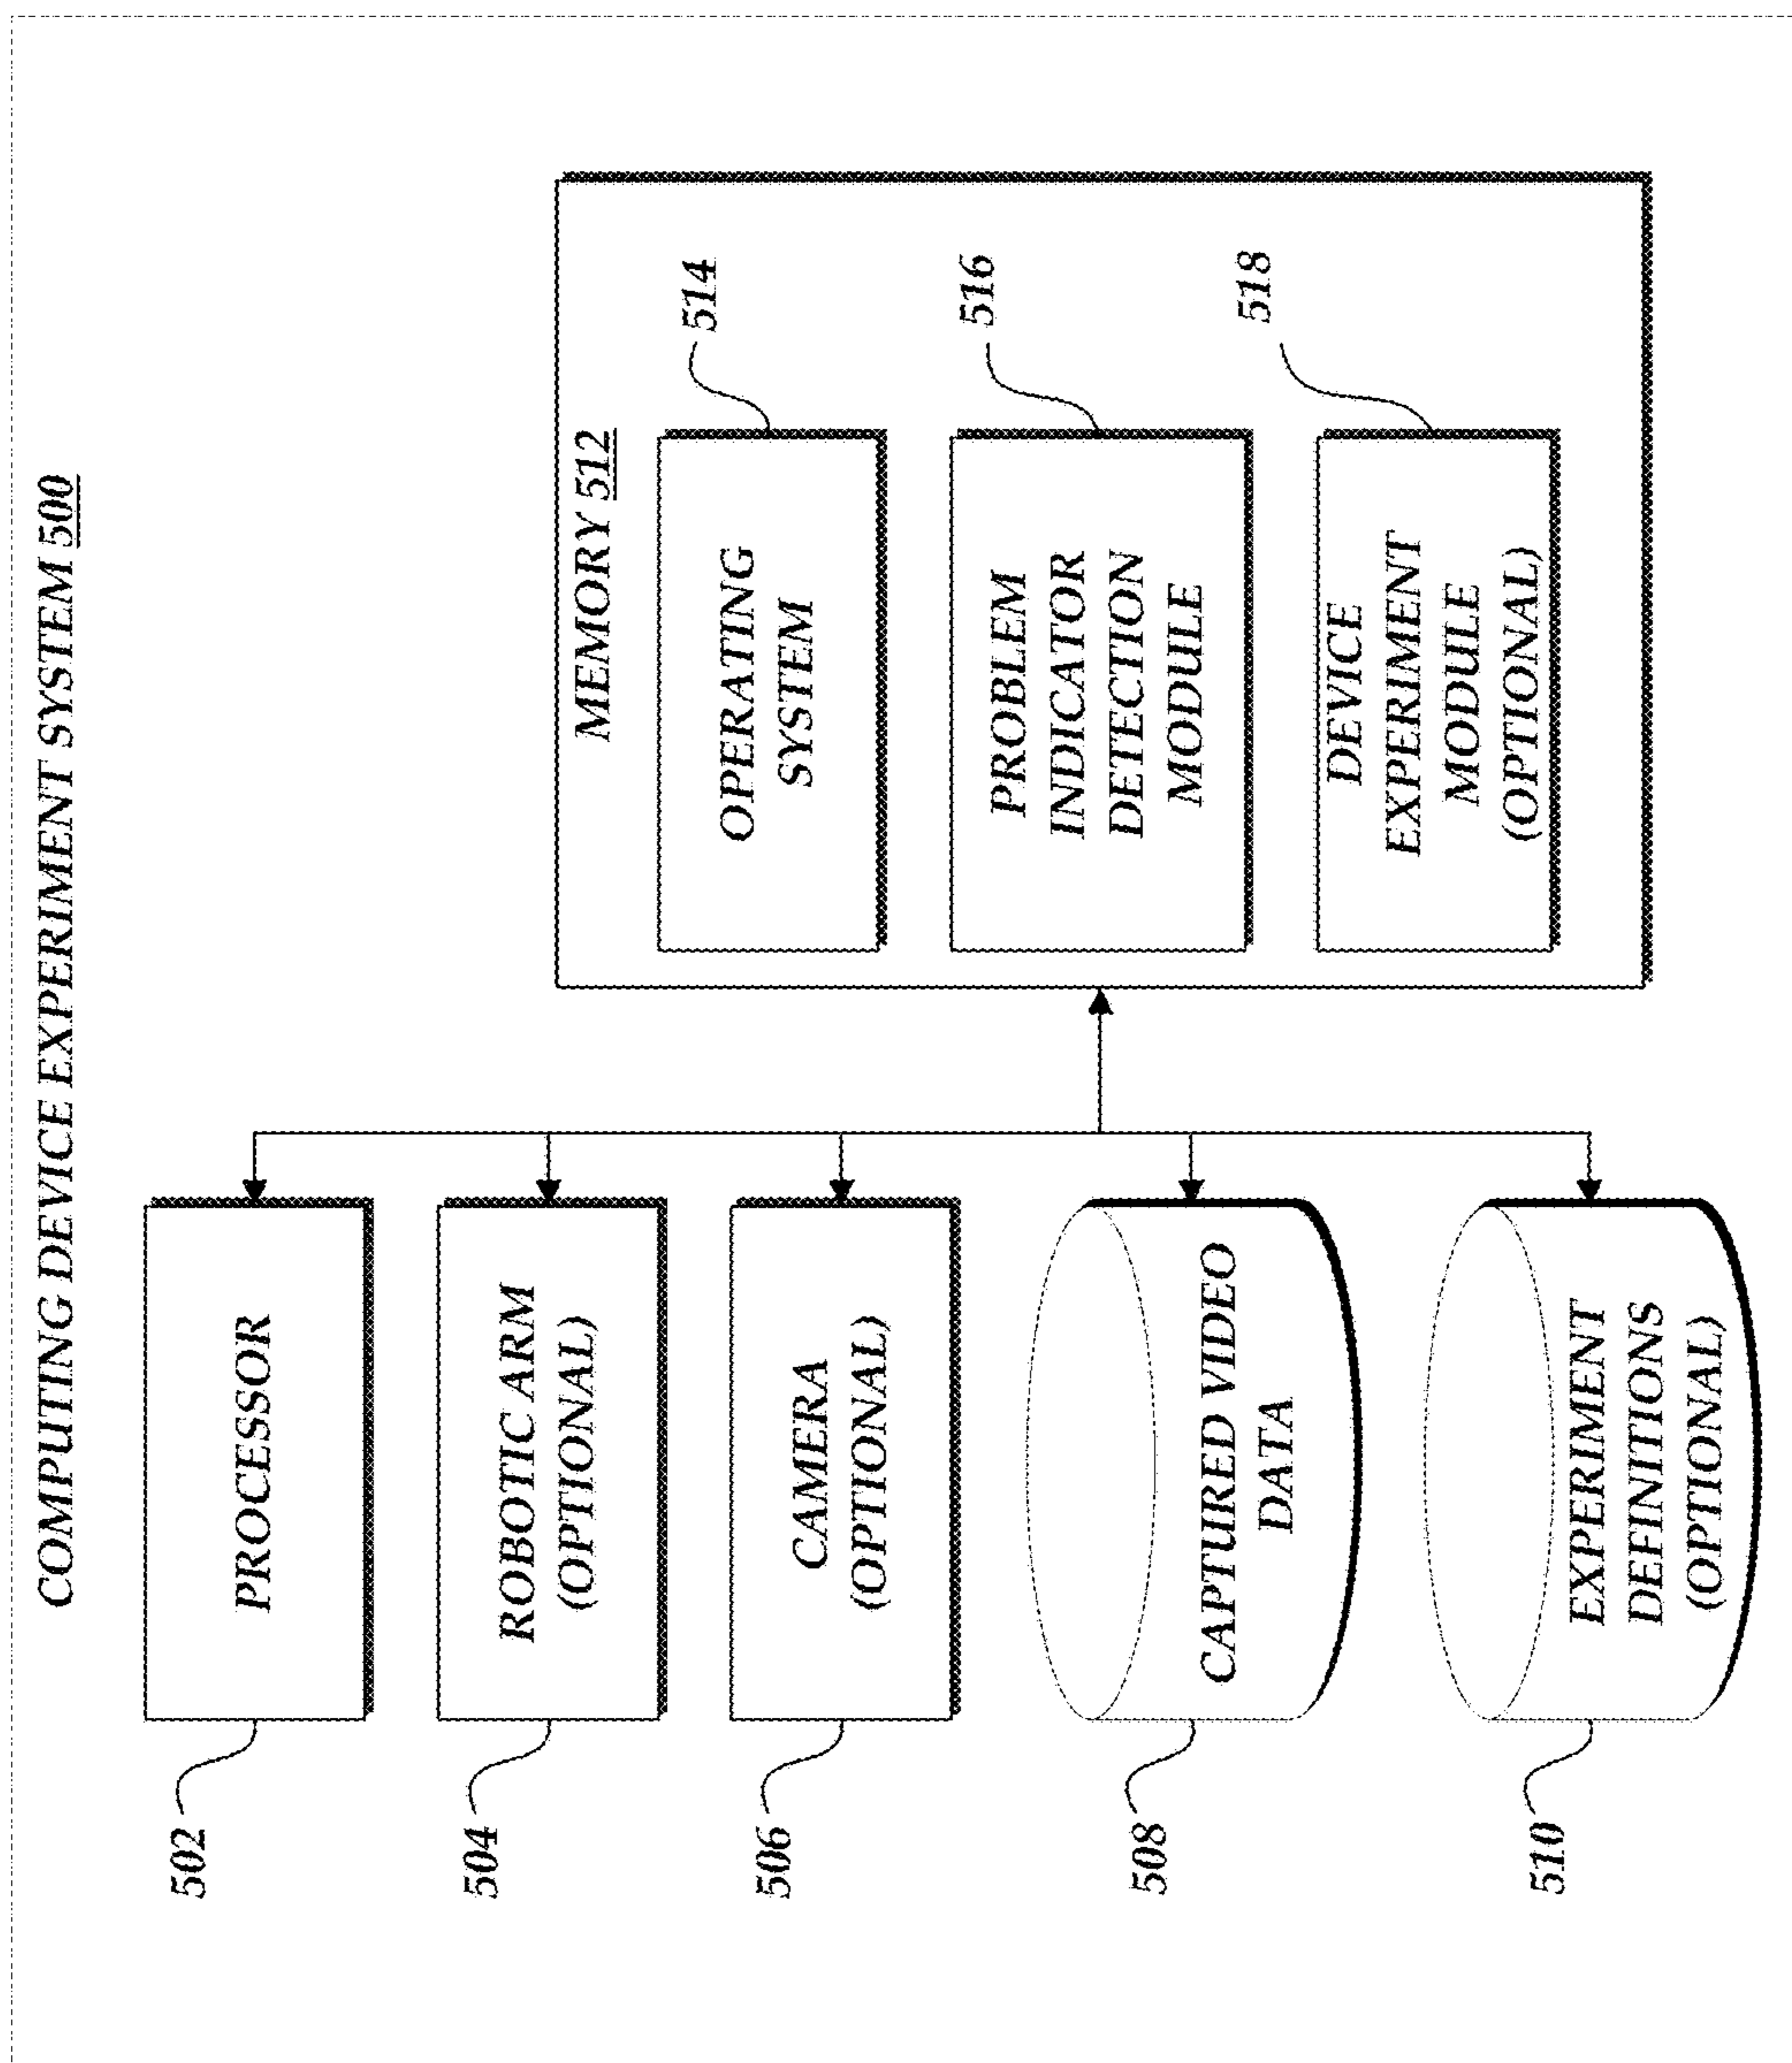 COMPUTING DEVICE EXPERIMENT SYSTEM 500
502
PROCESSOR
504
ROBOTIC ARM
(OPTIONAL)
506
CAMERA
(OPTIONAL)
508
CAPTURED VIDEO
DATA
510
EXPERIMENT
DEFINITIONS
(OPTIONAL)
MEMORY 512
OPERATING
SYSTEM
514
PROBLEM
INDICATOR
DETECTION
MODULE
516
DEVICE
EXPERIMENT
MODULE
(OPTIONAL)
518